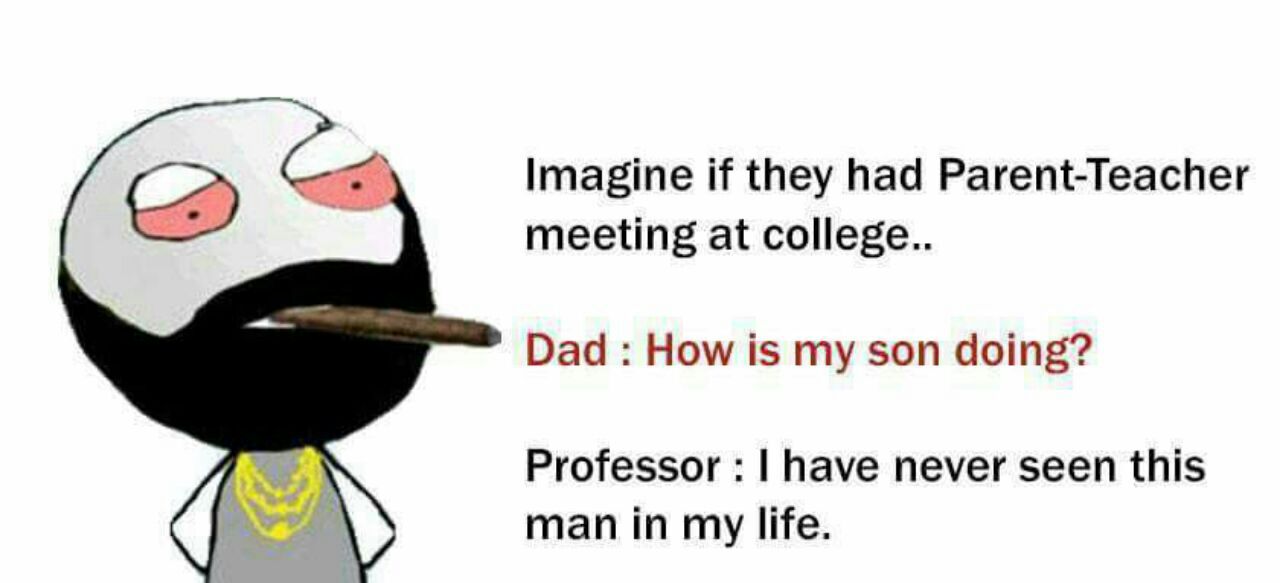 Imagine if they had Parent-Teacher
meeting at college..
Dad : How is my son doing?
Professor : I have never seen this
man in my life.